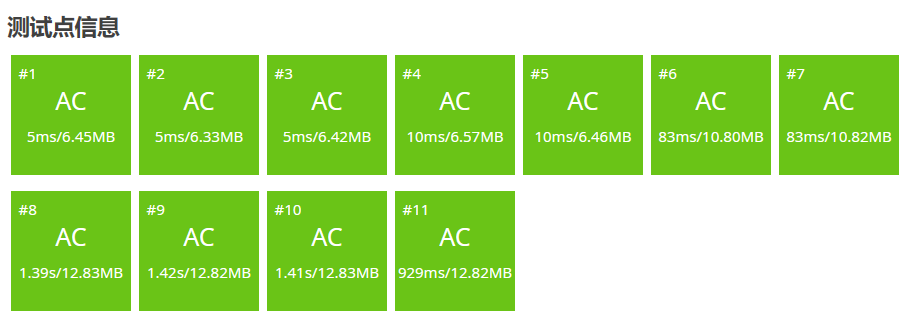 测试点信息
#1 #2 #3 #4 #5 #6 #7
AC AC AC AC AC AC AC
5ms/6.45MB 5ms/6.33MB 5ms/6.42MB 10ms/6.57MB 10ms/6.46MB 83ms/10.80MB 83ms/10.82MB
#8 #9 #10 #11
AC AC AC AC
1.39s/12.83MB 1.42s/12.82MB 1.41s/12.83MB 929ms/12.82MB